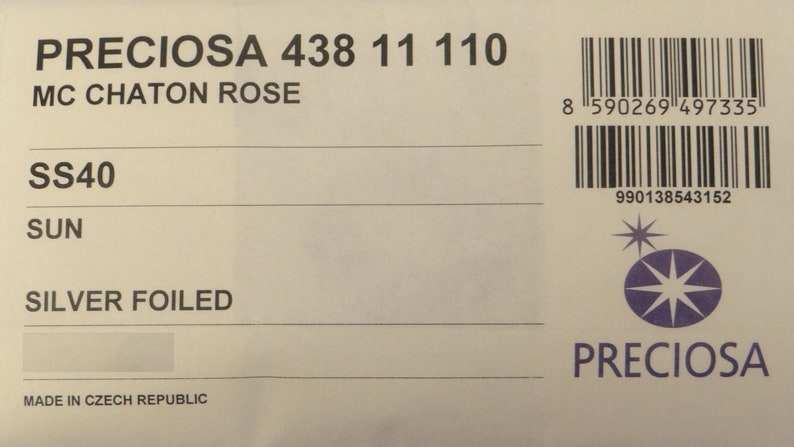 PRECIOSA 438 11 110
MC CHATON ROSE
SS40
SUN
SILVER FOILED
MADE IN CZECH REPUBLIC
8 590269 497335
990138543152
PRECIOSA